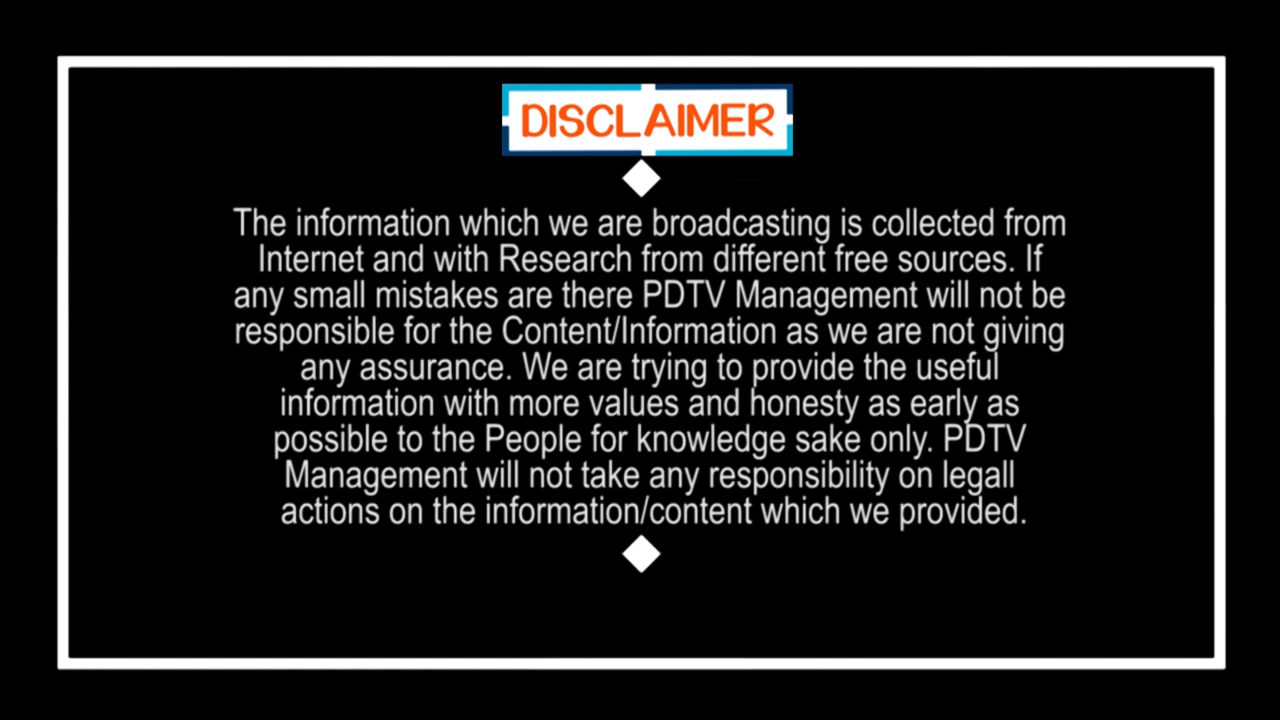 DISCLAIMER
The information which we are broadcasting is collected from
Internet and with Research from different free sources. If
any small mistakes are there PDTV Management will not be
responsible for the Content/Information as we are not giving
any assurance. We are trying to provide the useful
information with more values and honesty as early as
possible to the People for knowledge sake only. PDTV
Management will not take any responsibility on legall
actions on the information/content which we provided.